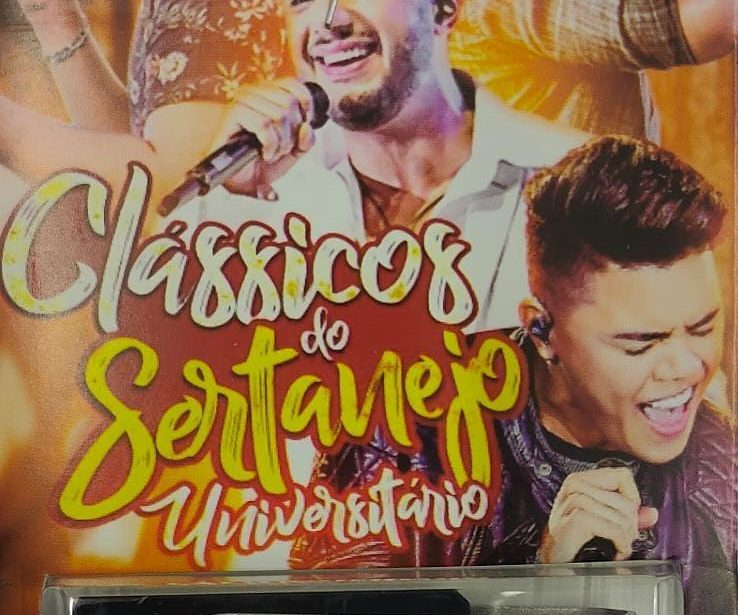 Clássicos
do
Sertanejo
Universitário